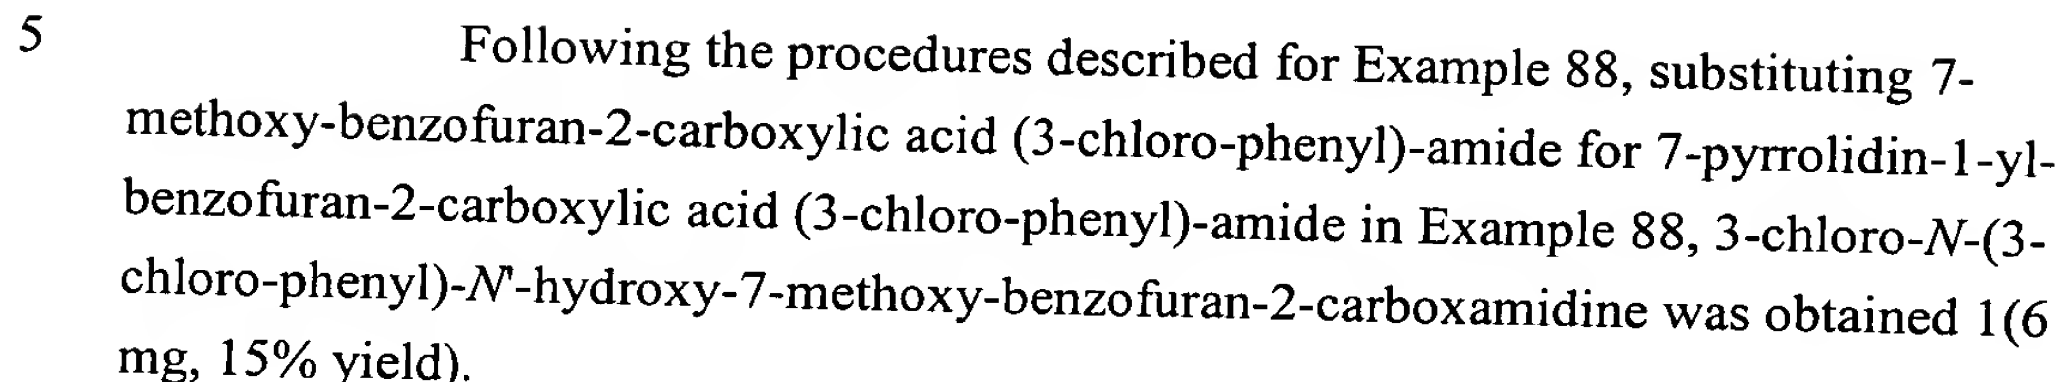 5 Following the procedures described for Example 88, substituting 7-
methoxy-benzofuran-2-carboxylic acid (3-chloro-phenyl)-amide for 7-pyrrolidin-1-yl-
benzofuran-2-carboxylic acid (3-chloro-phenyl)-amide in Example 88, 3-chloro-N-(3-
chloro-phenyl)-N'-hydroxy-7-methoxy-benzofuran-2-carboxamidine was obtained 1(6
mg, 15% yield).